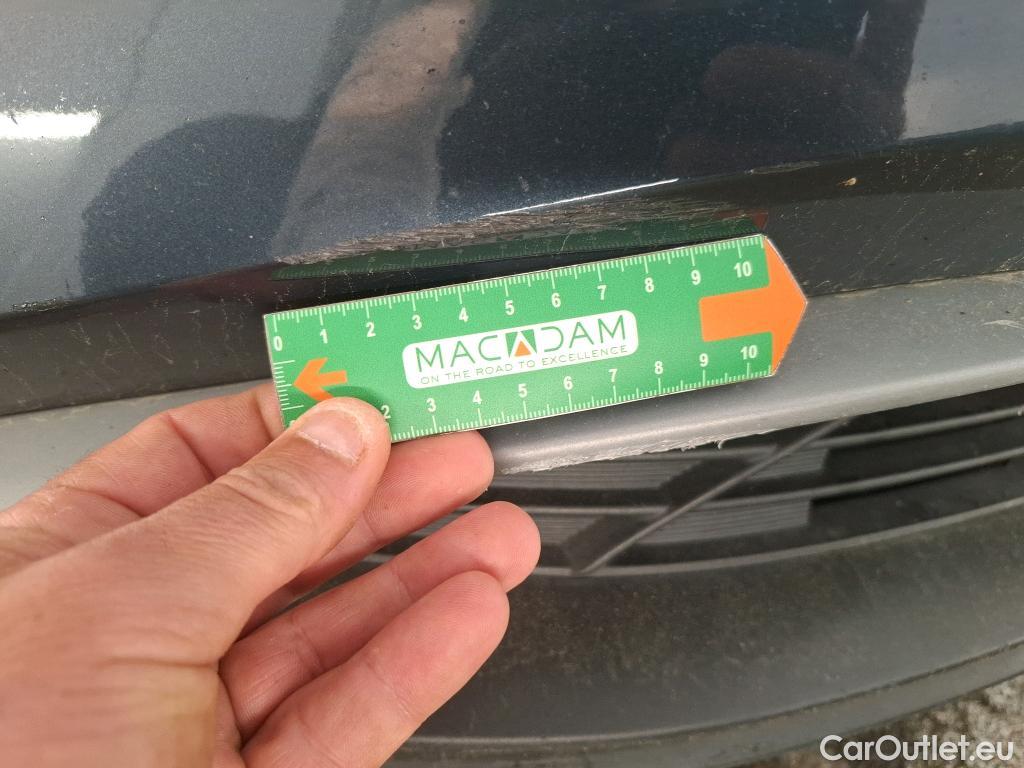 0 1 2 3 4 5 6 7 8 9 10
MACADAM
ON THE ROAD TO EXCELLENCE
2 3 4 5 6 7 8 9 10
CarOutlet.eu